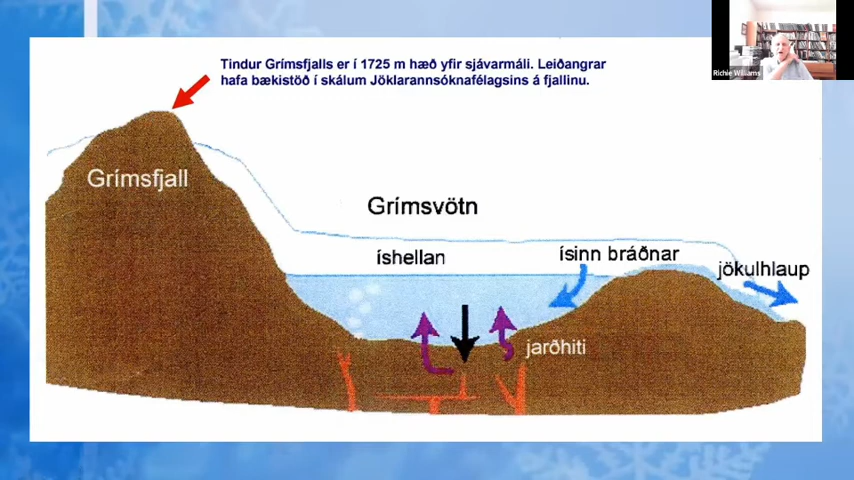 Richie Williams
Tindur Grímsfjalls er í 1725 m hæð yfir sjávarmáli. Leiðangrar
hafa bækistöð í skálum Jöklarannsóknafélagsins á fjallinu.
Grímsfjall
Grímsvötn
íshellan
ísinn bráðnar
jökulhlaup
jarðhiti